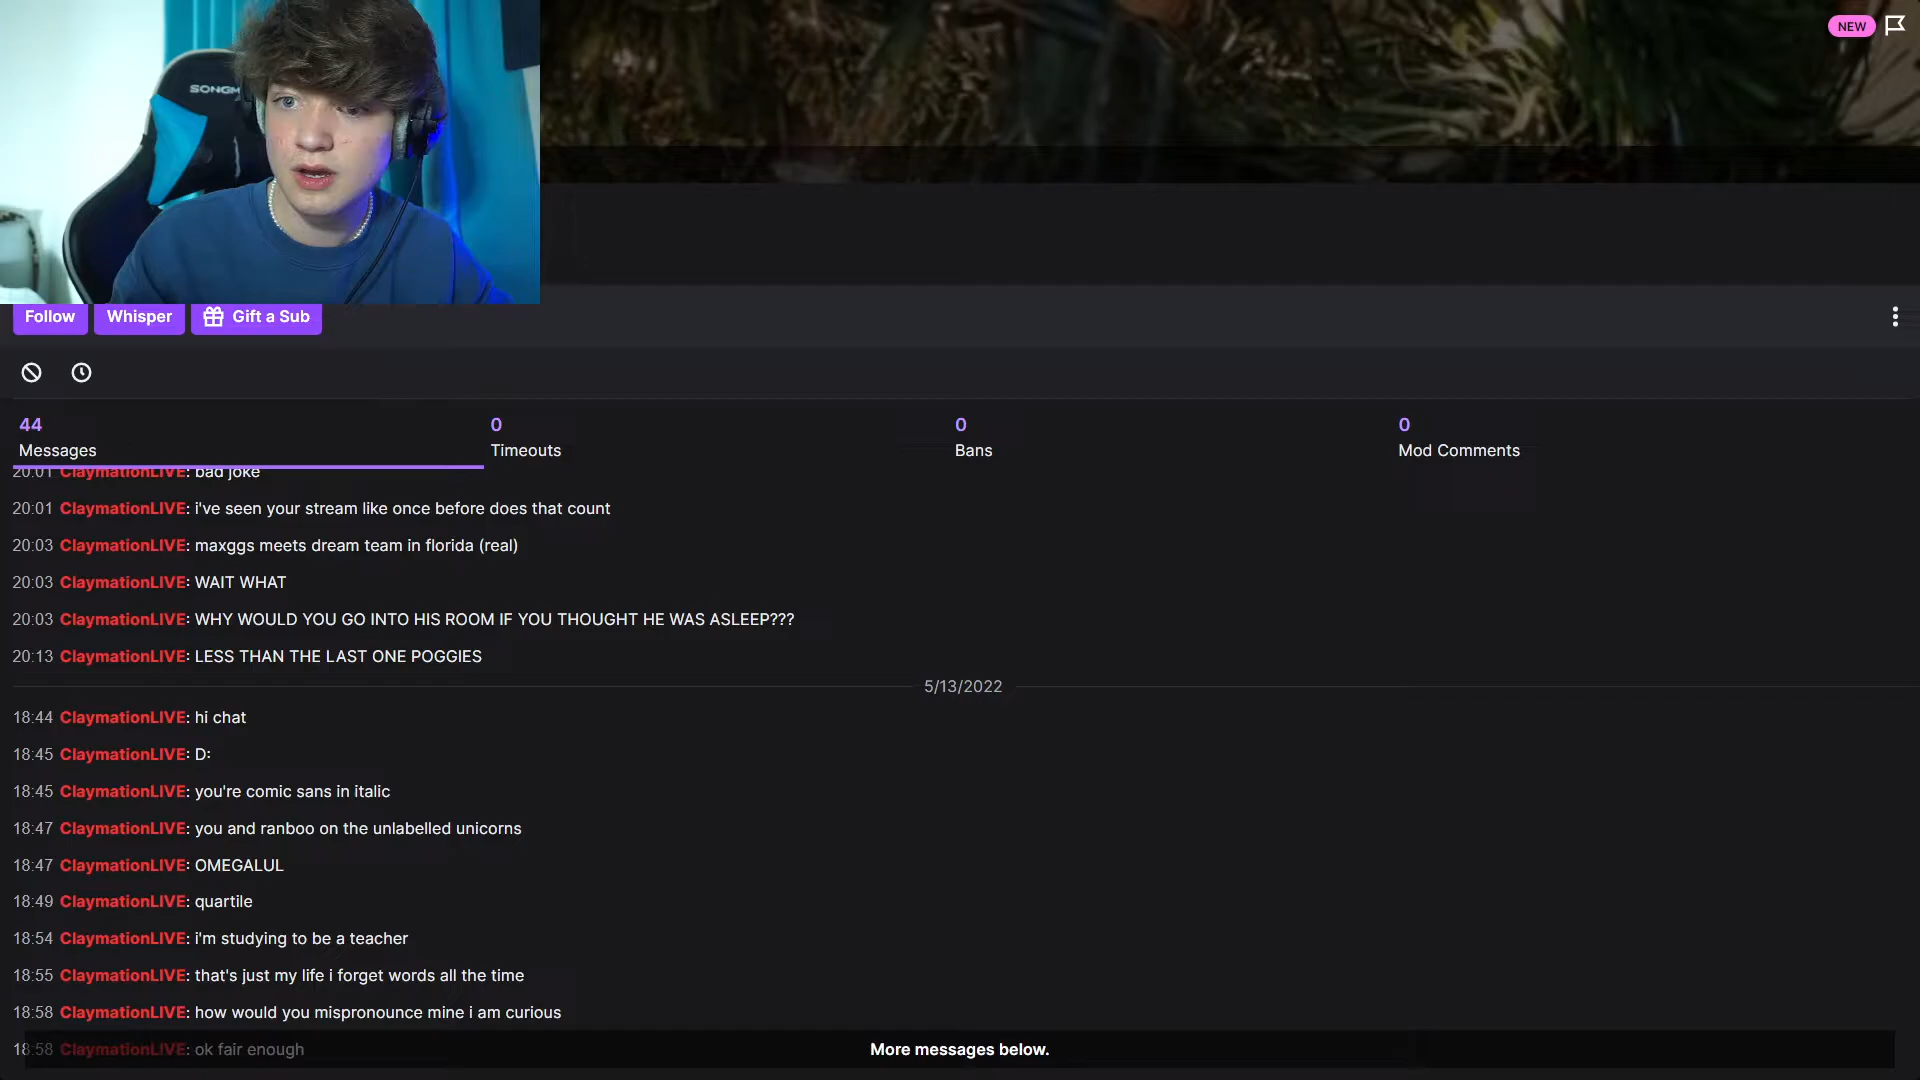 NEW
SONGM
Follow Whisper Gift a Sub
44 0 0 0
Messages Timeouts Bans Mod Comments
20:01 ClaymationLIVE: bad joke
20:01 ClaymationLIVE: i've seen your stream like once before does that count
20:03 ClaymationLIVE: maxggs meets dream team in florida (real)
20:03 ClaymationLIVE: WAIT WHAT
20:03 ClaymationLIVE: WHY WOULD YOU GO INTO HIS ROOM IF YOU THOUGHT HE WAS ASLEEP???
20:13 ClaymationLIVE: LESS THAN THE LAST ONE POGGIES
5/13/2022
18:44 ClaymationLIVE: hi chat
18:45 ClaymationLIVE: D:
18:45 ClaymationLIVE: you're comic sans in italic
18:47 ClaymationLIVE: you and ranboo on the unlabelled unicorns
18:47 ClaymationLIVE: OMEGALUL
18:49 ClaymationLIVE: quartile
18:54 ClaymationLIVE: i'm studying to be a teacher
18:55 ClaymationLIVE: that's just my life i forget words all the time
18:58 ClaymationLIVE: how would you mispronounce mine i am curious
18:58 ClaymationLIVE: ok fair enough
More messages below.